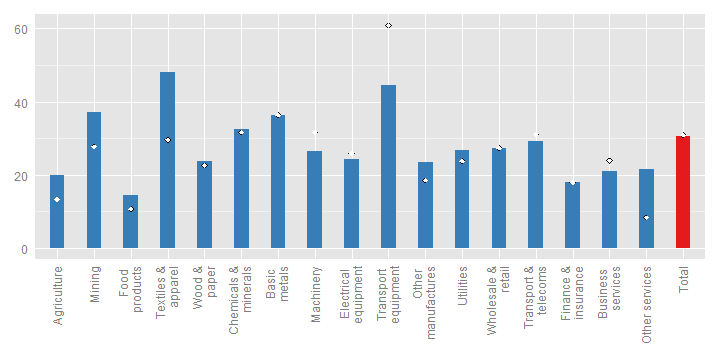 60
40
20
0
Agriculture
Mining
Food
products
Textiles &
apparel
Wood &
paper
Chemicals &
minerals
Basic
metals
Machinery
Electrical
equipment
Transport
equipment
Other
manufactures
Utilities
Wholesale &
retail
Transport &
telecoms
Finance &
insurance
Business
services
Other services
Total